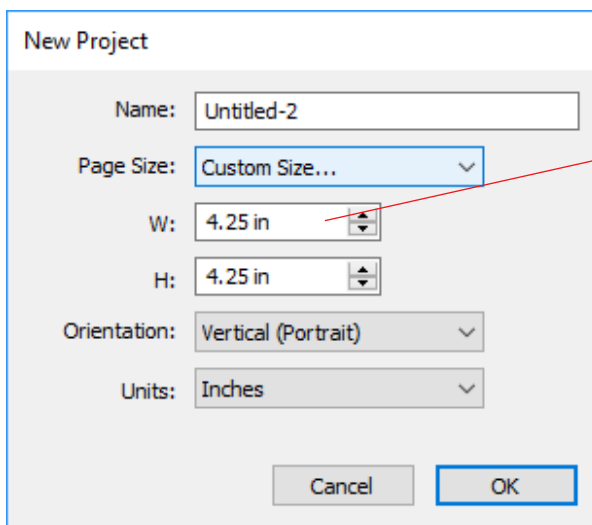 New Project
Name: Untitled-2
Page Size: Custom Size...
W: 4.25 in
H: 4.25 in
Orientation: Vertical (Portrait)
Units: Inches
Cancel OK